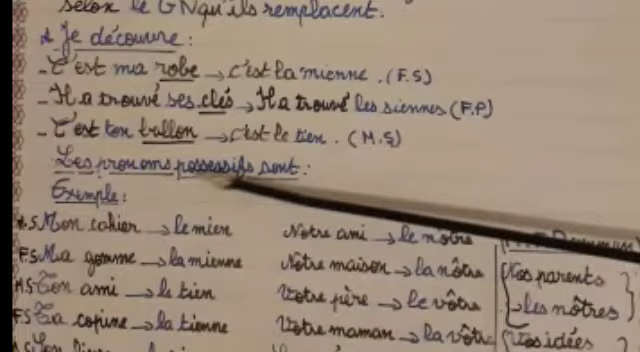 selon le GN qu'ils remplacent.
* Je découvre :
- C'est ma robe → c'est la mienne. (F.S)
- Il a trouvé ses clés → Il a trouvé les siennes (F.P)
- C'est ton ballon → c'est le tien. (M.S)
Les pronoms possessifs sont :
Exemple :
M.S Mon cahier → le mien
F.S Ma gomme → la mienne
M.S Ton ami → le tien
F.S Ta copine → la tienne
Notre ami → le nôtre
Notre maison → la nôtre
Votre père → le vôtre
Votre maman → la vôtre
Nos parents
→ les nôtres
Vos idées